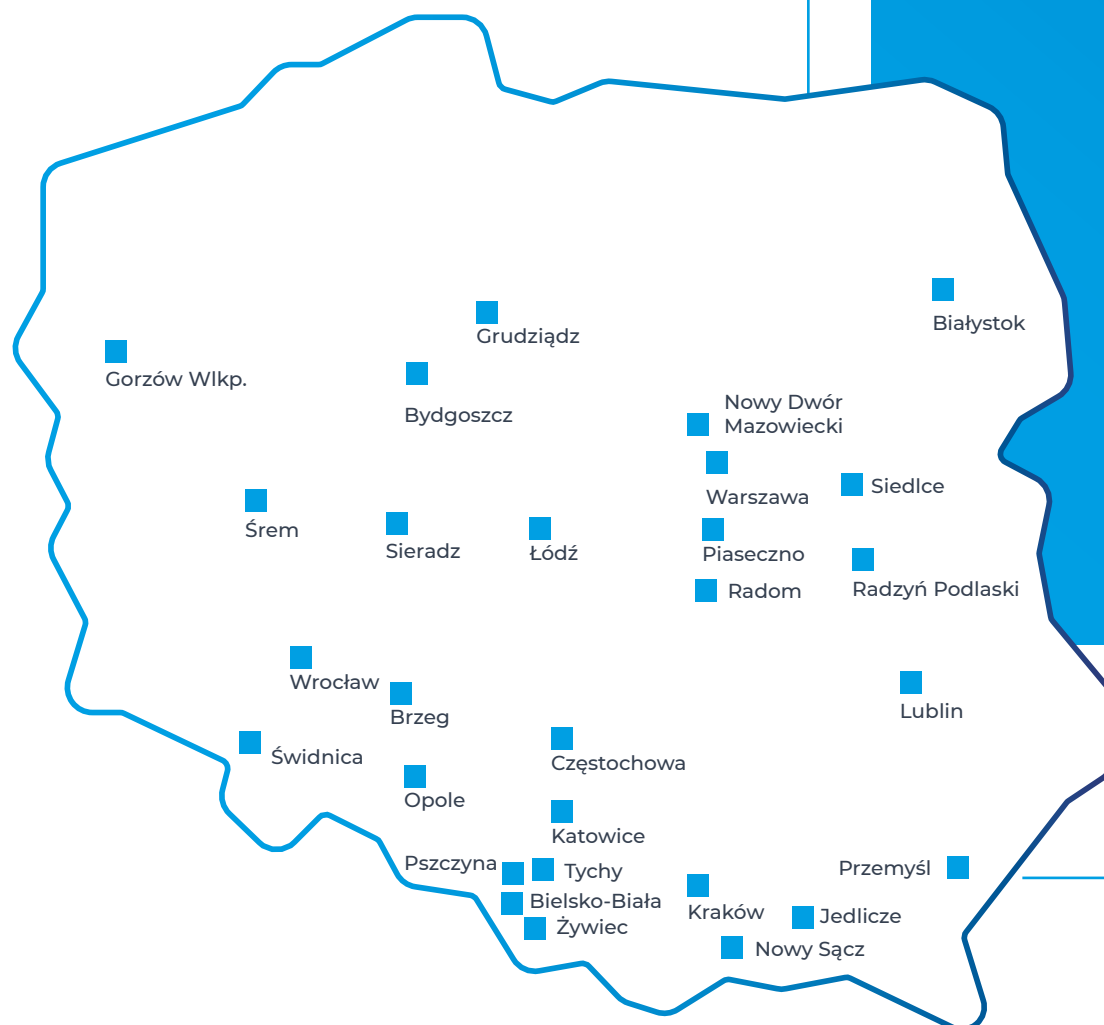 Białystok
Grudziądz
Gorzów Wlkp.
Bydgoszcz
Nowy Dwór
Mazowiecki
Siedlce
Warszawa
Śrem
Sieradz
Łódź
Piaseczno
Radzyń Podlaski
Radom
Wrocław
Brzeg
Lublin
Świdnica
Częstochowa
Opole
Katowice
Pszczyna
Tychy
Przemyśl
Bielsko-Biała
Kraków
Jedlicze
Żywiec
Nowy Sącz